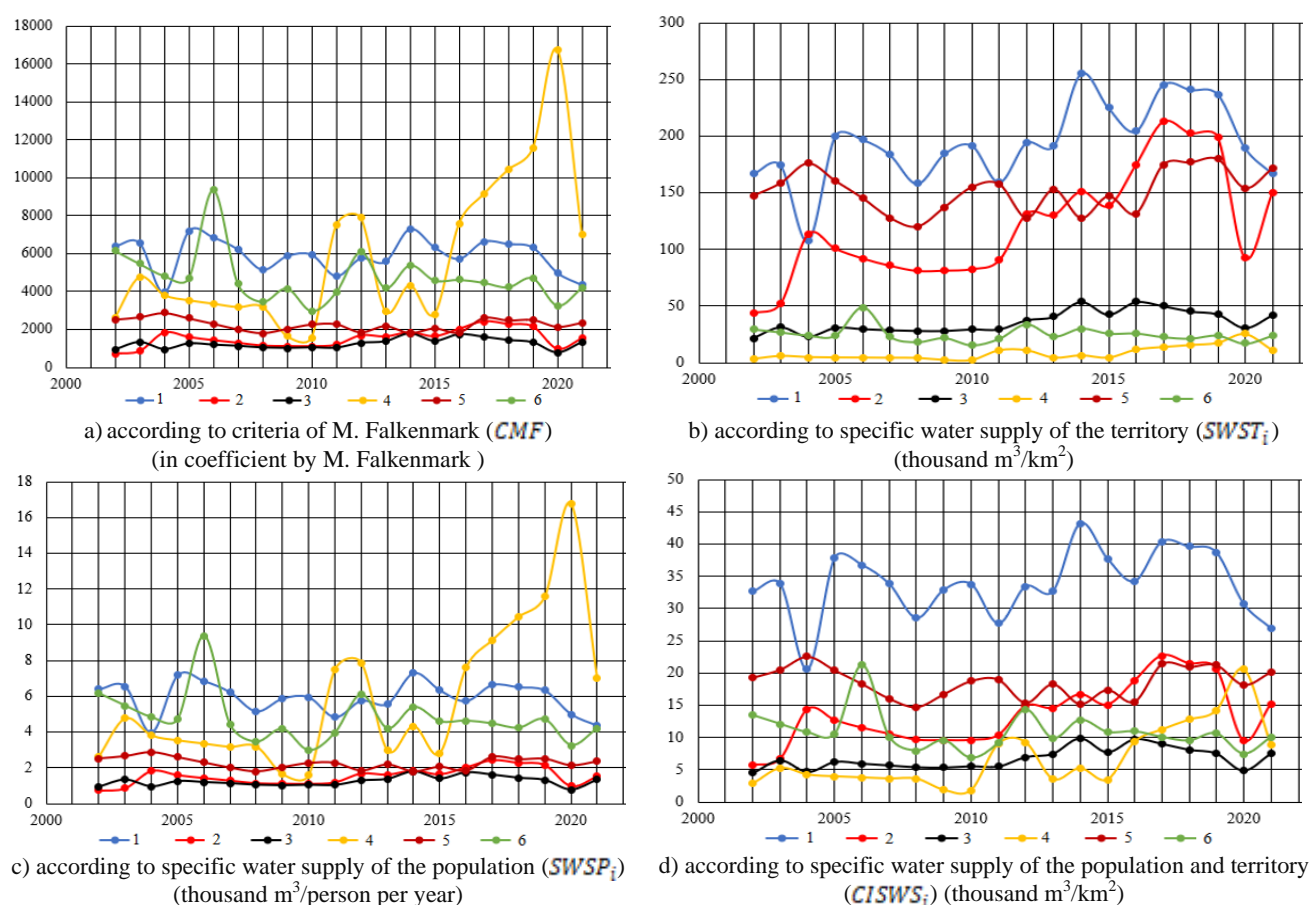 18000
16000
14000
12000
10000
8000
6000
4000
2000
0
2000 2005 2010 2015 2020
1 2 3 4 5 6
a) according to criteria of M. Falkenmark (CMF)
(in coefficient by M. Falkenmark )
300
250
200
150
100
50
0
2000 2005 2010 2015 2020
1 2 3 4 5 6
b) according to specific water supply of the territory (SWSTᵢ)
(thousand m³/km²)
18
16
14
12
10
8
6
4
2
0
2000 2005 2010 2015 2020
1 2 3 4 5 6
c) according to specific water supply of the population (SWSPᵢ)
(thousand m³/person per year)
50
45
40
35
30
25
20
15
10
5
0
2000 2005 2010 2015 2020
1 2 3 4 5 6
d) according to specific water supply of the population and territory
(CISWSᵢ) (thousand m³/km²)